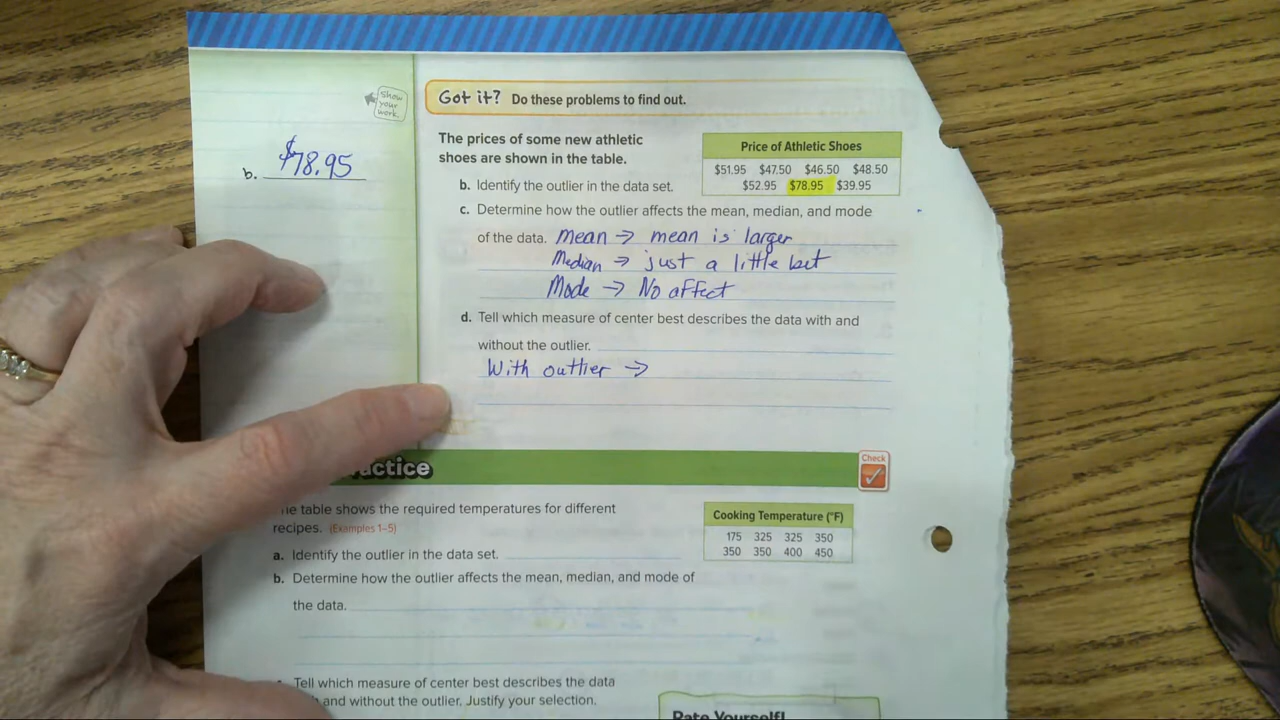 Show
your
work.
Got it? Do these problems to find out.
The prices of some new athletic
shoes are shown in the table.
Price of Athletic Shoes
$51.95 $47.50 $46.50 $48.50
$52.95 $78.95 $39.95
b. $78.95
b. Identify the outlier in the data set.
c. Determine how the outlier affects the mean, median, and mode
of the data. mean → mean is larger
Median → just a little bit
Mode → No affect
d. Tell which measure of center best describes the data with and
without the outlier.
With outlier →
actice
Check
he table shows the required temperatures for different
recipes. (Examples 1–5)
Cooking Temperature (°F)
175 325 325 350
350 350 400 450
a. Identify the outlier in the data set.
b. Determine how the outlier affects the mean, median, and mode of
the data.
Tell which measure of center best describes the data
and without the outlier. Justify your selection.
Rate Yourself!